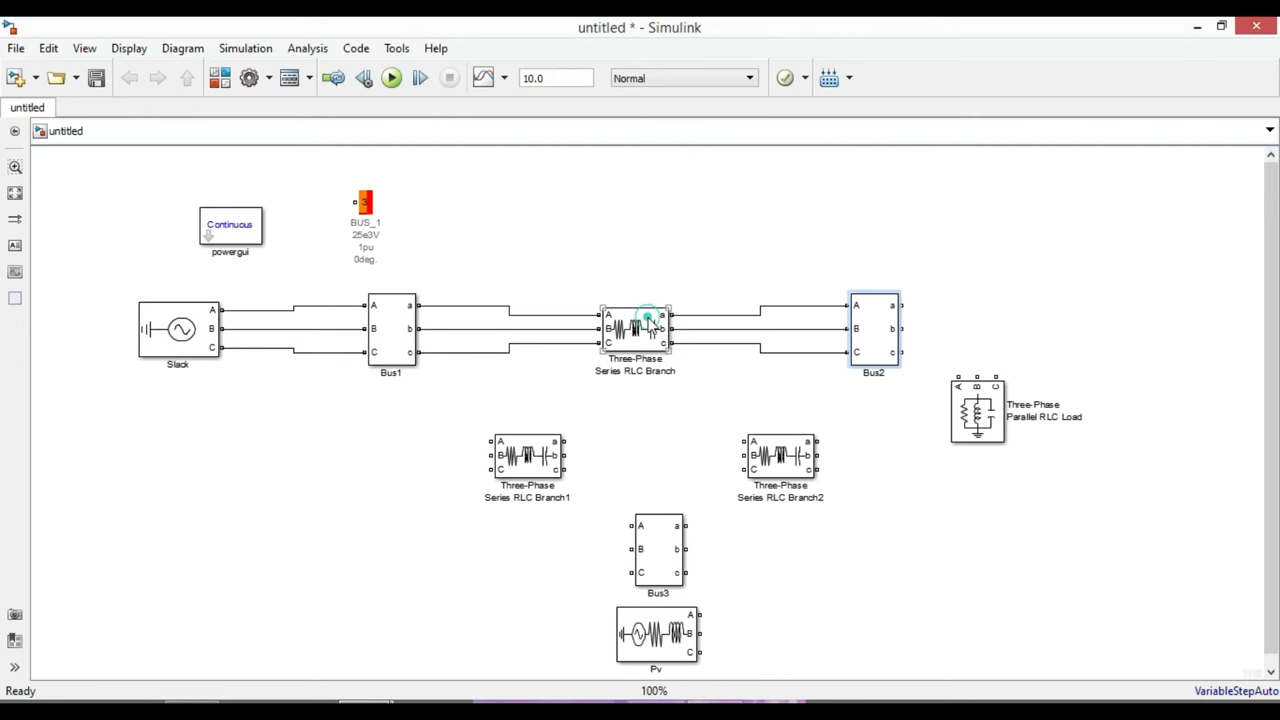 untitled * - Simulink
File Edit View Display Diagram Simulation Analysis Code Tools Help
10.0 Normal
untitled
untitled
Continuous
powergui
3
BUS_1
25e3V
1pu
0deg.
A
B
C
Slack
A a
B b
C c
Bus1
A a
B b
C c
Three-Phase
Series RLC Branch
A a
B b
C c
Bus2
A B C
Three-Phase
Parallel RLC Load
A a
B b
C c
Three-Phase
Series RLC Branch1
A a
B b
C c
Three-Phase
Series RLC Branch2
A a
B b
C c
Bus3
A
B
C
Pv
Ready 100% VariableStepAuto